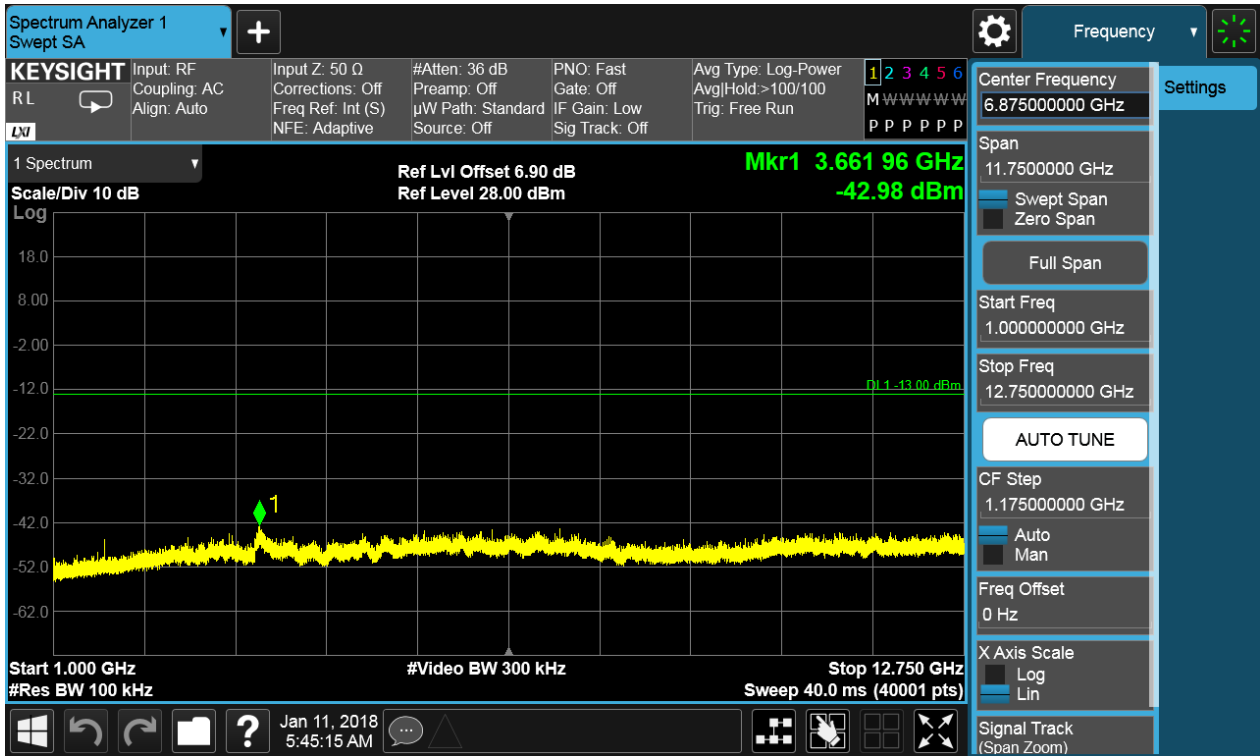 Spectrum Analyzer 1
Swept SA
Frequency
KEYSIGHT
R L
LXI
Input: RF
Coupling: AC
Align: Auto
Input Z: 50 Ω
Corrections: Off
Freq Ref: Int (S)
NFE: Adaptive
#Atten: 36 dB
Preamp: Off
µW Path: Standard
Source: Off
PNO: Fast
Gate: Off
IF Gain: Low
Sig Track: Off
Avg Type: Log-Power
Avg|Hold:>100/100
Trig: Free Run
1 2 3 4 5 6
M W W W W W
P P P P P P
1 Spectrum
Scale/Div 10 dB
Log
Ref Lvl Offset 6.90 dB
Ref Level 28.00 dBm
Mkr1 3.661 96 GHz
-42.98 dBm
18.0
8.00
-2.00
-12.0
-22.0
-32.0
-42.0
-52.0
-62.0
DL1 -13.00 dBm
1
Start 1.000 GHz
#Res BW 100 kHz
#Video BW 300 kHz
Stop 12.750 GHz
Sweep 40.0 ms (40001 pts)
?
Jan 11, 2018
5:45:15 AM
Center Frequency
6.875000000 GHz
Span
11.7500000 GHz
Swept Span
Zero Span
Full Span
Start Freq
1.000000000 GHz
Stop Freq
12.750000000 GHz
AUTO TUNE
CF Step
1.175000000 GHz
Auto
Man
Freq Offset
0 Hz
X Axis Scale
Log
Lin
Signal Track
(Span Zoom)
Settings